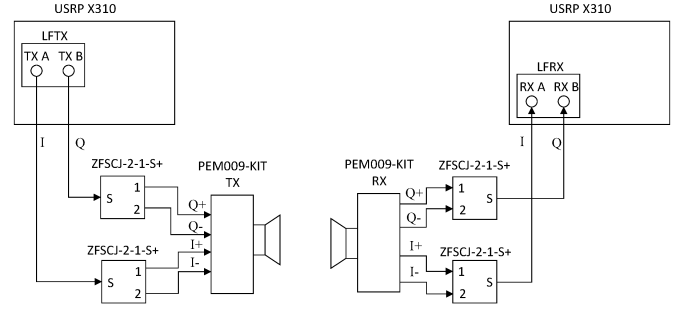 USRP X310
LFTX
TX A TX B
I
Q
ZFSCJ-2-1-S+
S
1
2
PEM009-KIT
TX
Q+
Q-
I+
I-
ZFSCJ-2-1-S+
S
1
2
USRP X310
LFRX
RX A RX B
I
Q
PEM009-KIT
RX
Q+
Q-
I+
I-
ZFSCJ-2-1-S+
1
2
S
ZFSCJ-2-1-S+
1
2
S